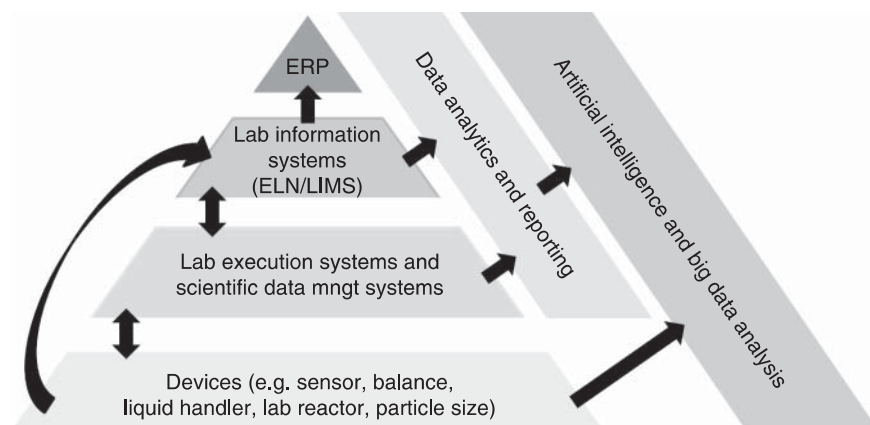 ERP
Lab information
systems
(ELN/LIMS)
Lab execution systems and
scientific data mngt systems
Devices (e.g. sensor, balance,
liquid handler, lab reactor, particle size)
Data analytics and reporting
Artificial intelligence and big data analysis